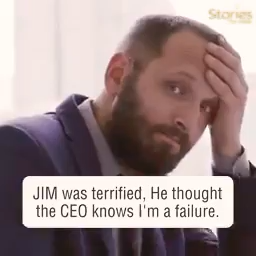 Stories
JIM was terrified, He thought
the CEO knows I'm a failure.